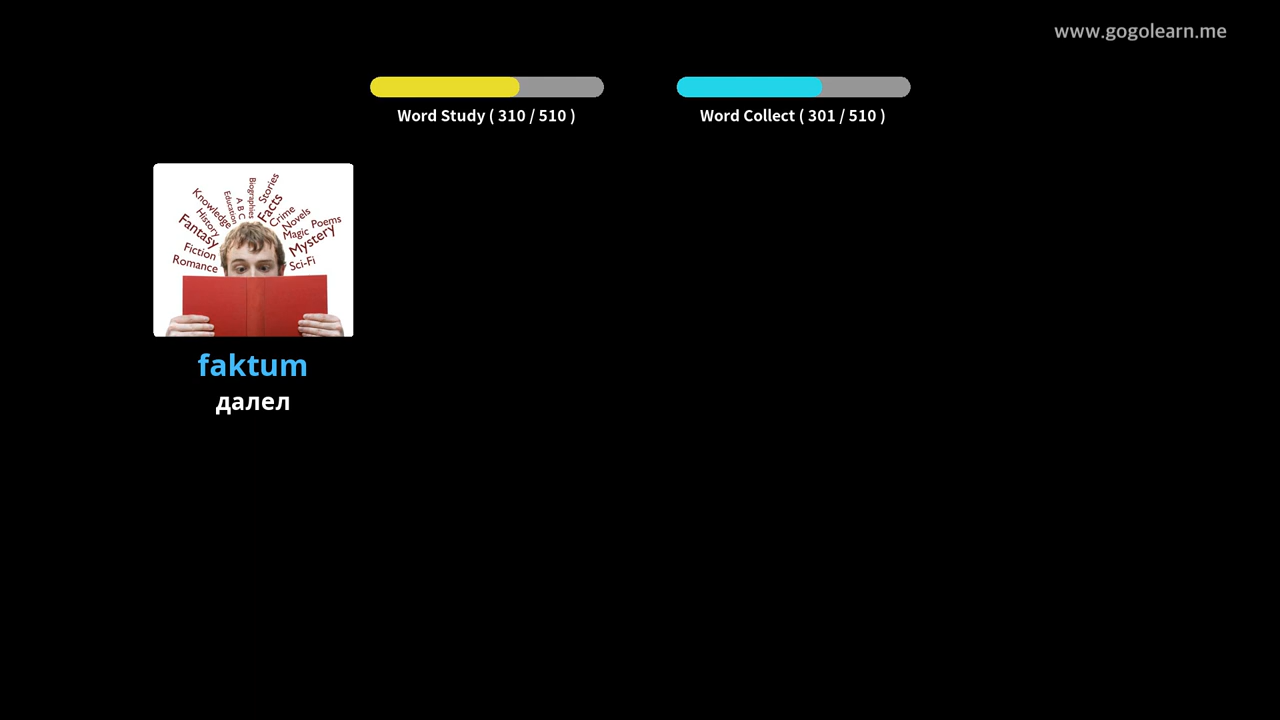 www.gogolearn.me
Word Study ( 310 / 510 )
Word Collect ( 301 / 510 )
Knowledge
History
Fantasy
Fiction
Romance
Education
A B C
Biographies
Stories
Facts
Crime
Novels
Magic
Poems
Mystery
Sci-Fi
faktum
далел